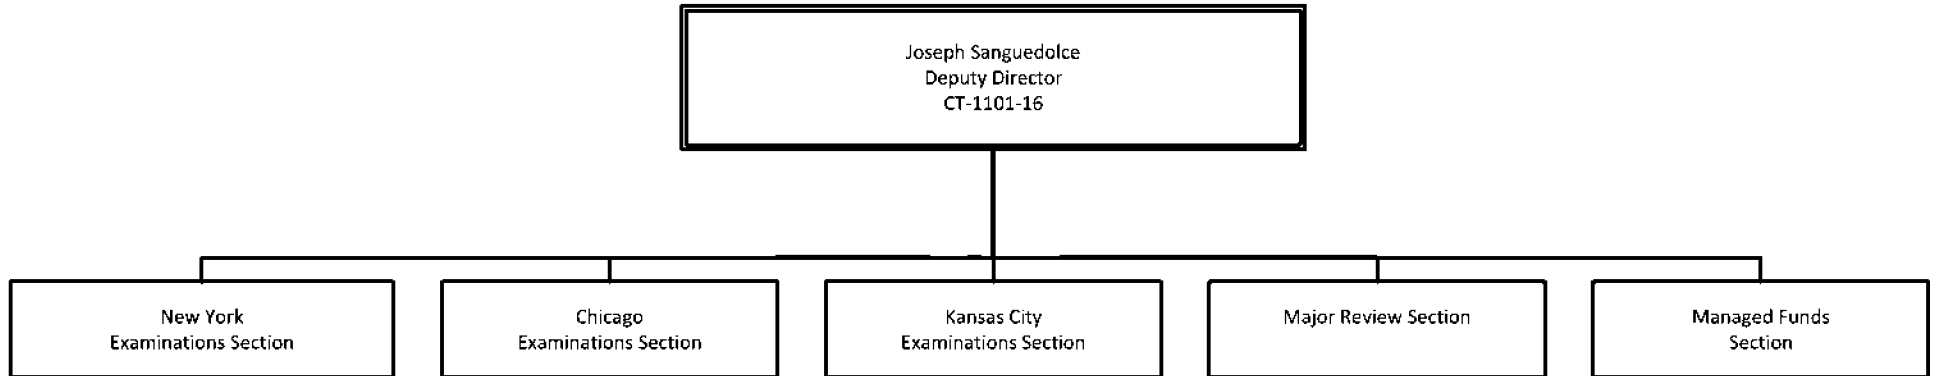 Joseph Sanguedolce
Deputy Director
CT-1101-16
New York
Examinations Section
Chicago
Examinations Section
Kansas City
Examinations Section
Major Review Section
Managed Funds
Section